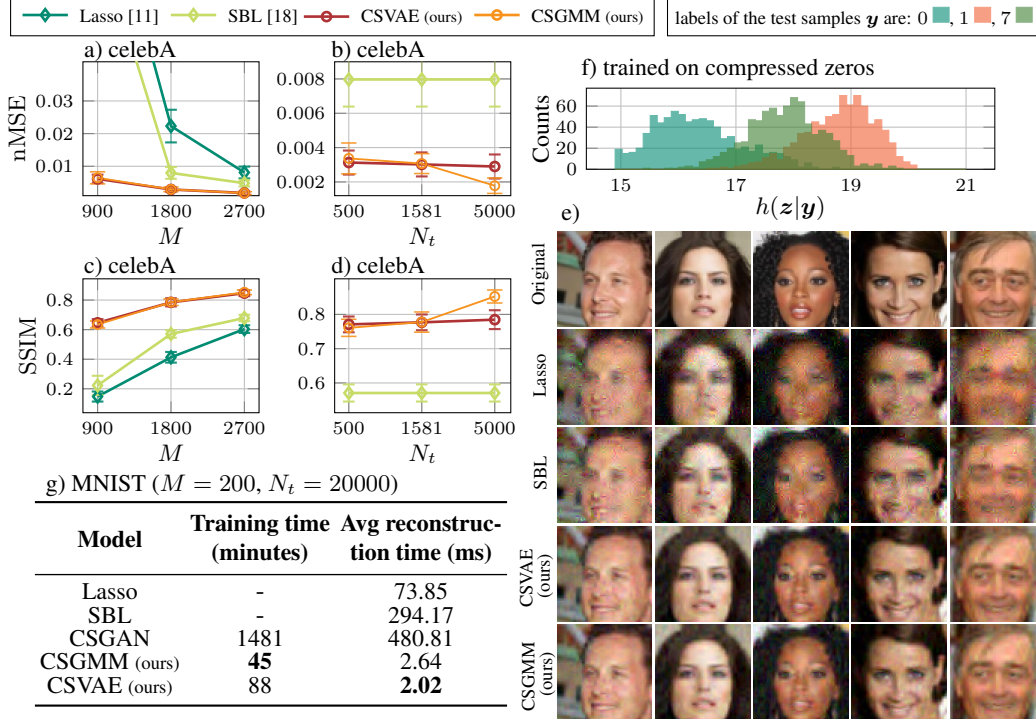 Lasso [11] SBL [18] CSVAE (ours) CSGMM (ours)
labels of the test samples y are: 0 , 1 , 7
a) celebA
nMSE
0.03
0.02
0.01
900 1800 2700
M
b) celebA
0.008
0.006
0.004
0.002
500 1581 5000
N_t
c) celebA
SSIM
0.8
0.6
0.4
0.2
900 1800 2700
M
d) celebA
0.8
0.6
500 1581 5000
N_t
f) trained on compressed zeros
Counts
60
40
20
0
15 17 19 21
h(z|y)
e)
Original
Lasso
SBL
CSVAE
(ours)
CSGMM
(ours)
g) MNIST (M = 200, N_t = 20000)
Model Training time Avg reconstruc-
(minutes) tion time (ms)
Lasso - 73.85
SBL - 294.17
CSGAN 1481 480.81
CSGMM (ours) 45 2.64
CSVAE (ours) 88 2.02